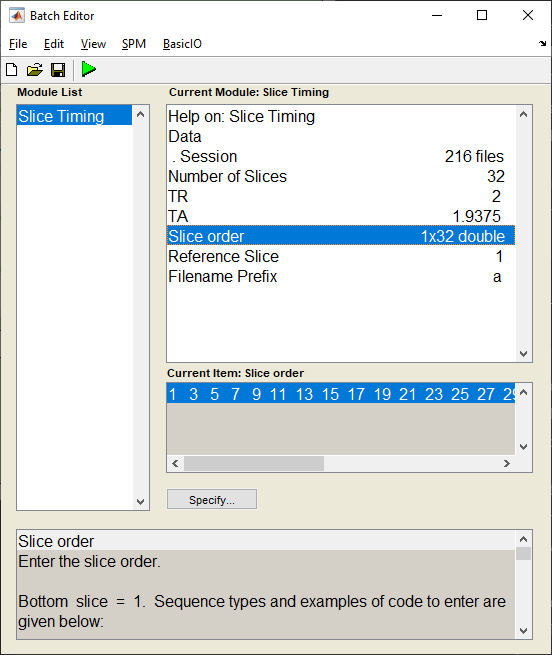 Batch Editor
File Edit View SPM BasicIO
Module List
Slice Timing
Current Module: Slice Timing
Help on: Slice Timing
Data
. Session 216 files
Number of Slices 32
TR 2
TA 1.9375
Slice order 1x32 double
Reference Slice 1
Filename Prefix a
Current Item: Slice order
1 3 5 7 9 11 13 15 17 19 21 23 25 27
Specify...
Slice order
Enter the slice order.
Bottom slice = 1. Sequence types and examples of code to enter are
given below: